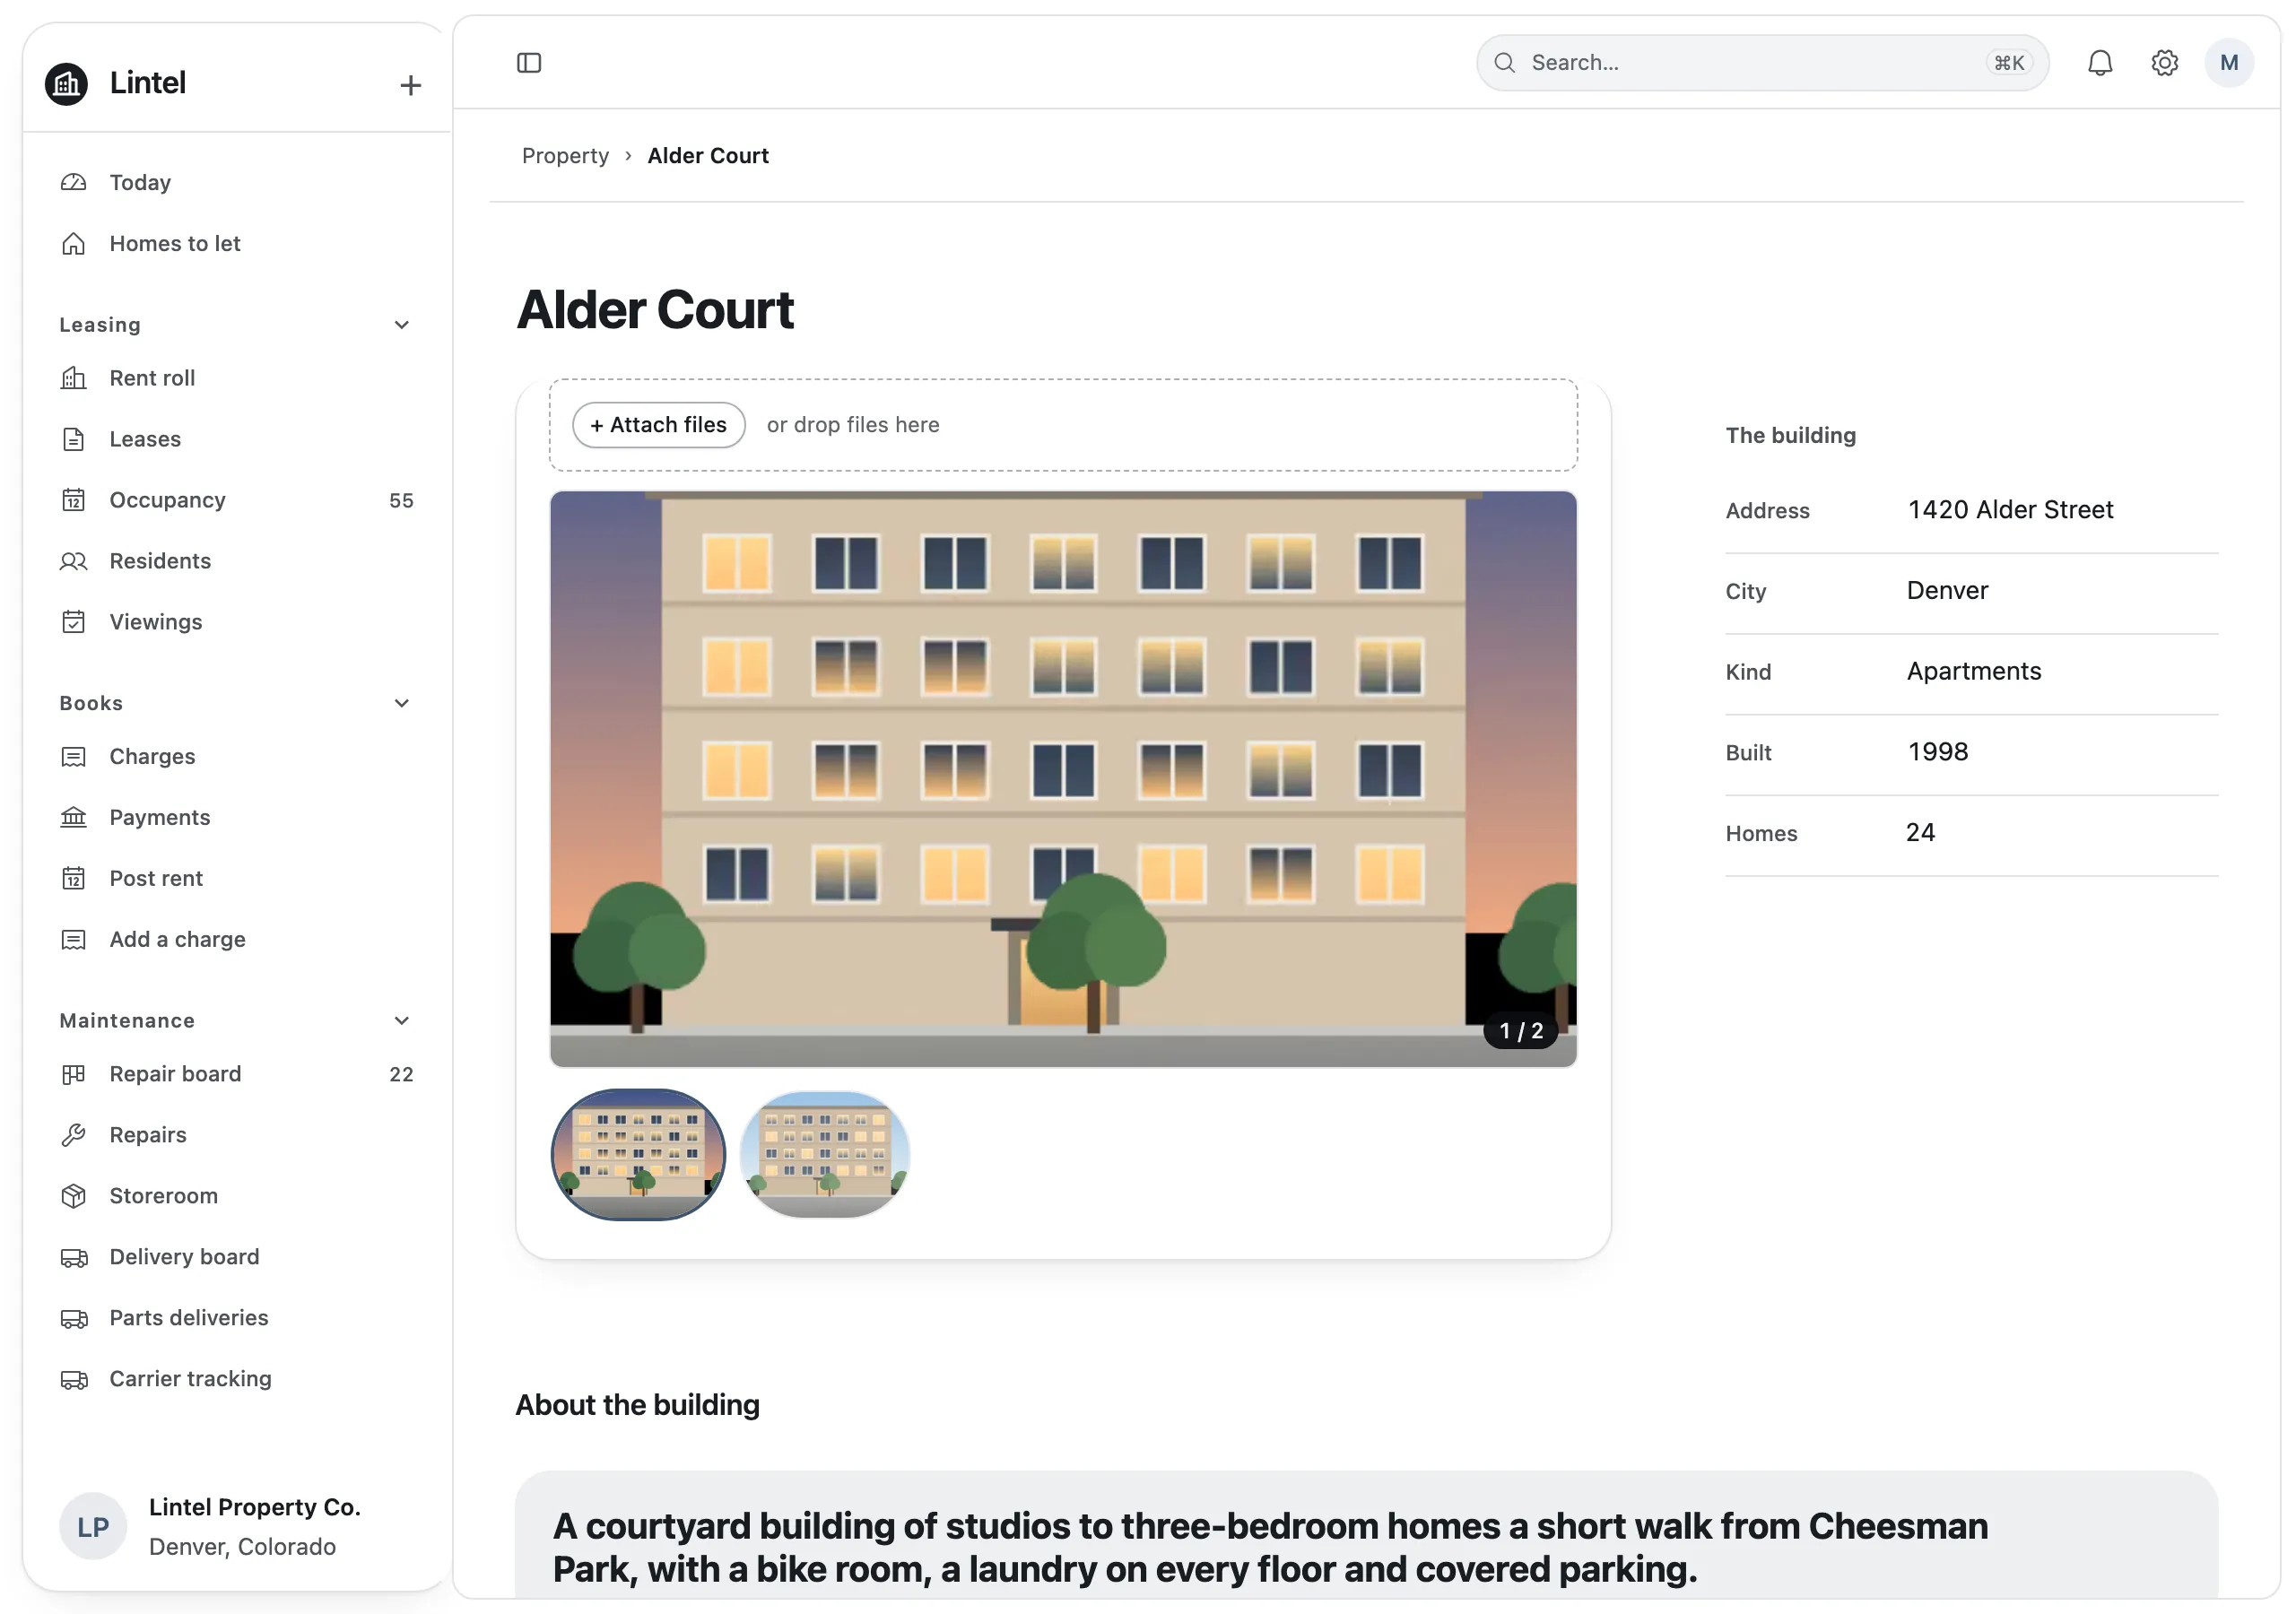 Lintel
Today
Homes to let
Leasing
Rent roll
Leases
Occupancy 55
Residents
Viewings
Books
Charges
Payments
Post rent
Add a charge
Maintenance
Repair board 22
Repairs
Storeroom
Delivery board
Parts deliveries
Carrier tracking
LP
Lintel Property Co.
Denver, Colorado
Search... ⌘K
M
Property › Alder Court
Alder Court
+ Attach files or drop files here
1 / 2
The building
Address 1420 Alder Street
City Denver
Kind Apartments
Built 1998
Homes 24
About the building
A courtyard building of studios to three-bedroom homes a short walk from Cheesman
Park, with a bike room, a laundry on every floor and covered parking.